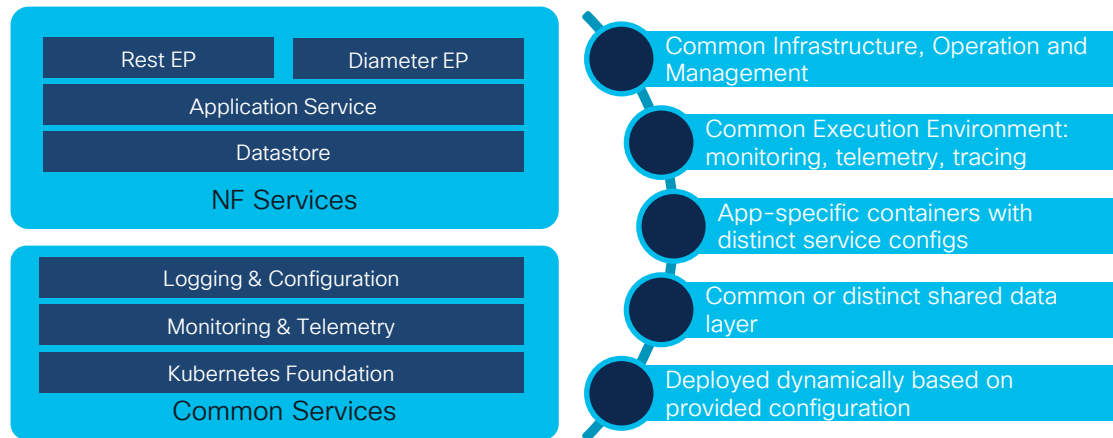 Rest EP
Diameter EP
Application Service
Datastore
NF Services
Logging & Configuration
Monitoring & Telemetry
Kubernetes Foundation
Common Services
Common Infrastructure, Operation and
Management
Common Execution Environment:
monitoring, telemetry, tracing
App-specific containers with
distinct service configs
Common or distinct shared data
layer
Deployed dynamically based on
provided configuration